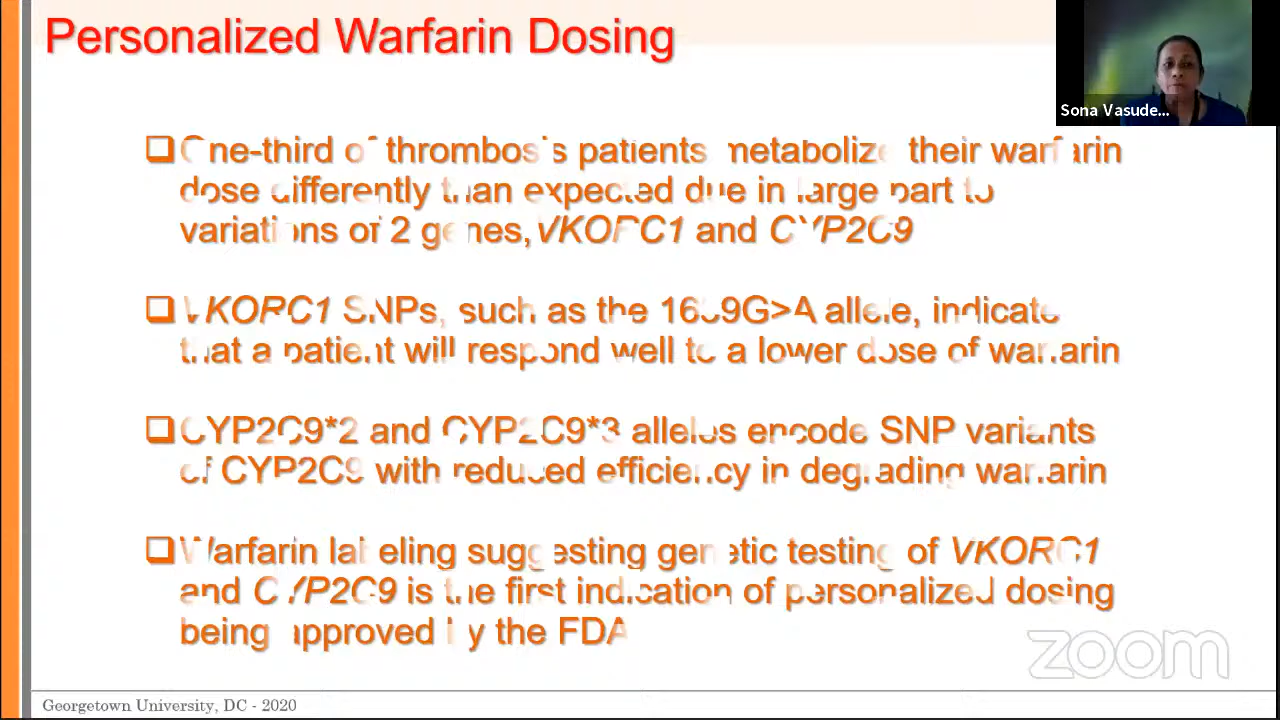 Personalized Warfarin Dosing
Sona Vasude...
❑One-third of thrombosis patients metabolize their warfarin
dose differently than expected due in large part to
variations of 2 genes, VKORC1 and CYP2C9
❑VKORC1 SNPs, such as the 1639G>A allele, indicate
that a patient will respond well to a lower dose of warfarin
❑CYP2C9*2 and CYP2C9*3 alleles encode SNP variants
of CYP2C9 with reduced efficiency in degrading warfarin
❑Warfarin labeling suggesting genetic testing of VKORC1
and CYP2C9 is the first indication of personalized dosing
being approved by the FDA
zoom
Georgetown University, DC - 2020